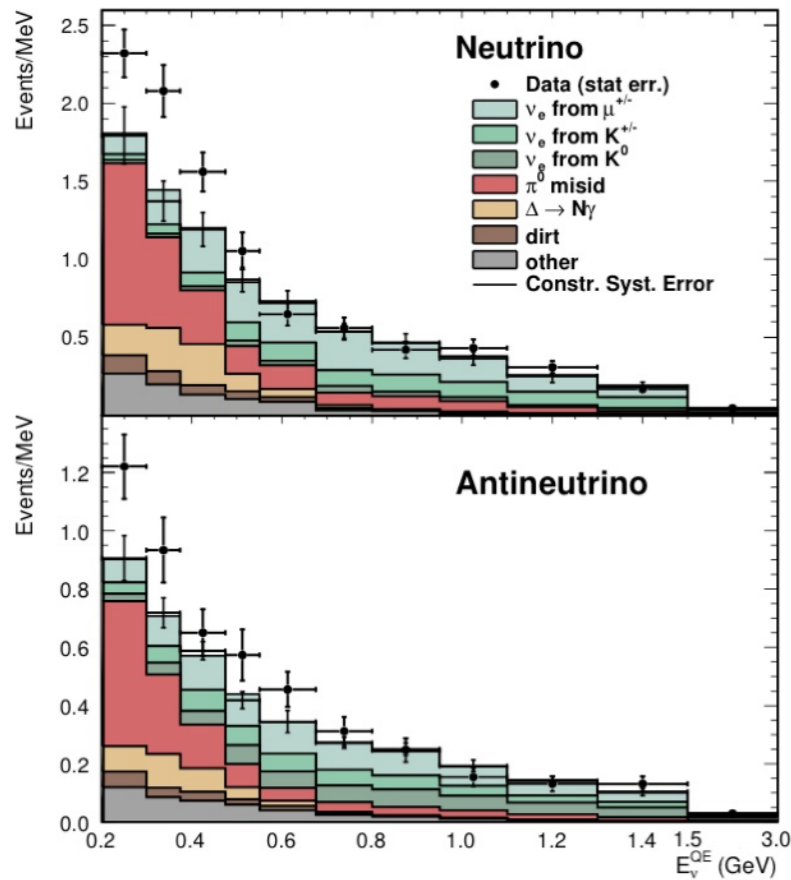 Events/MeV
2.5
2.0
1.5
1.0
0.5
Neutrino
Data (stat err.)
νe from μ+/-
νe from K+/-
νe from K0
π0 misid
Δ → Nγ
dirt
other
Constr. Syst. Error
Events/MeV
1.2
1.0
0.8
0.6
0.4
0.2
0.0
Antineutrino
0.2 0.4 0.6 0.8 1.0 1.2 1.4 1.5 3.0
EνQE (GeV)